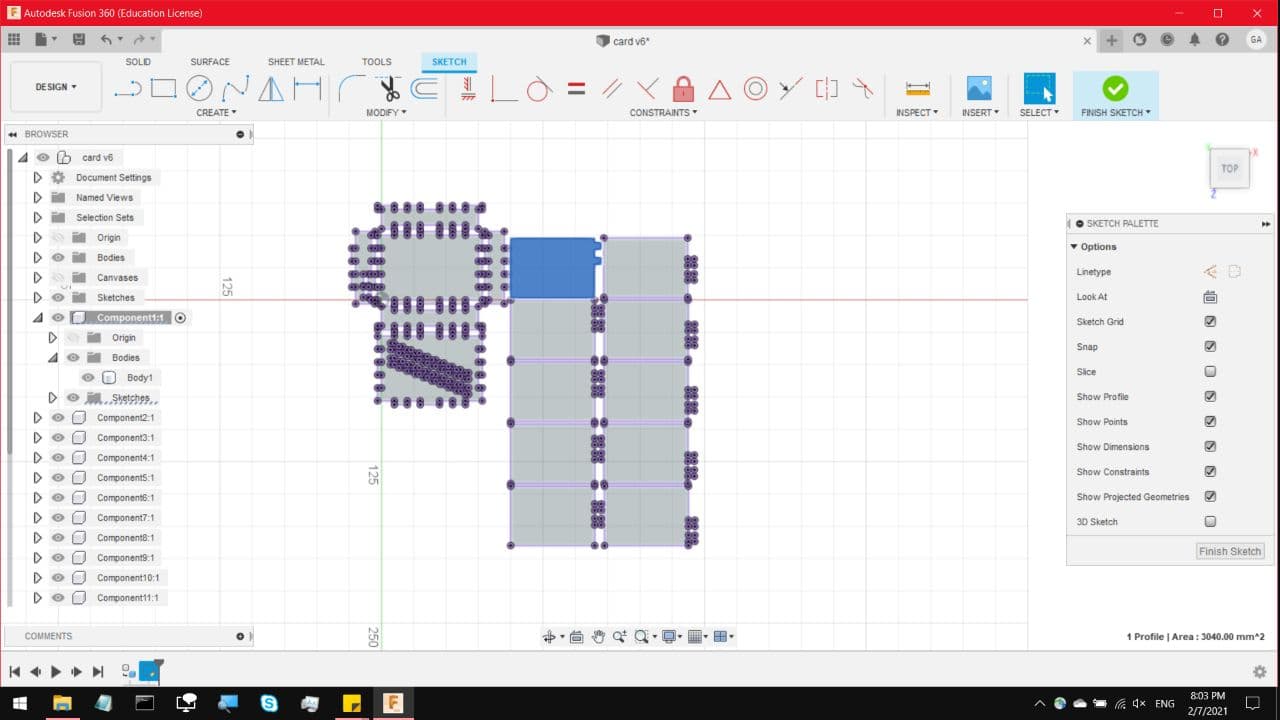 Autodesk Fusion 360 (Education License)
card v6*
GA
SOLID SURFACE SHEET METAL TOOLS SKETCH
DESIGN
CREATE MODIFY CONSTRAINTS INSPECT INSERT SELECT FINISH SKETCH
BROWSER
card v6
Document Settings
Named Views
Selection Sets
Origin
Bodies
Canvases
Sketches
Component1:1
Origin
Bodies
Body1
Sketches
Component2:1
Component3:1
Component4:1
Component5:1
Component6:1
Component7:1
Component8:1
Component9:1
Component10:1
Component11:1
125
125
250
TOP
X
Z
SKETCH PALETTE
Options
Linetype
Look At
Sketch Grid
Snap
Slice
Show Profile
Show Points
Show Dimensions
Show Constraints
Show Projected Geometries
3D Sketch
Finish Sketch
COMMENTS
1 Profile | Area : 3040.00 mm^2
ENG
8:03 PM
2/7/2021